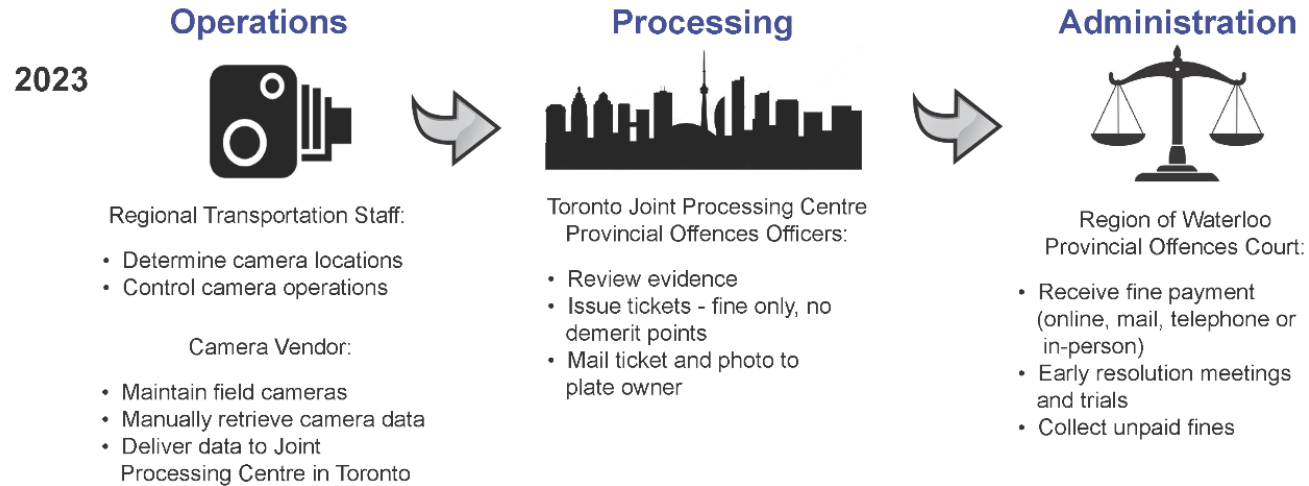 Operations
Processing
Administration
2023
Regional Transportation Staff:
• Determine camera locations
• Control camera operations
Camera Vendor:
• Maintain field cameras
• Manually retrieve camera data
• Deliver data to Joint
Processing Centre in Toronto
Toronto Joint Processing Centre
Provincial Offences Officers:
• Review evidence
• Issue tickets - fine only, no
demerit points
• Mail ticket and photo to
plate owner
Region of Waterloo
Provincial Offences Court:
• Receive fine payment
(online, mail, telephone or
in-person)
• Early resolution meetings
and trials
• Collect unpaid fines